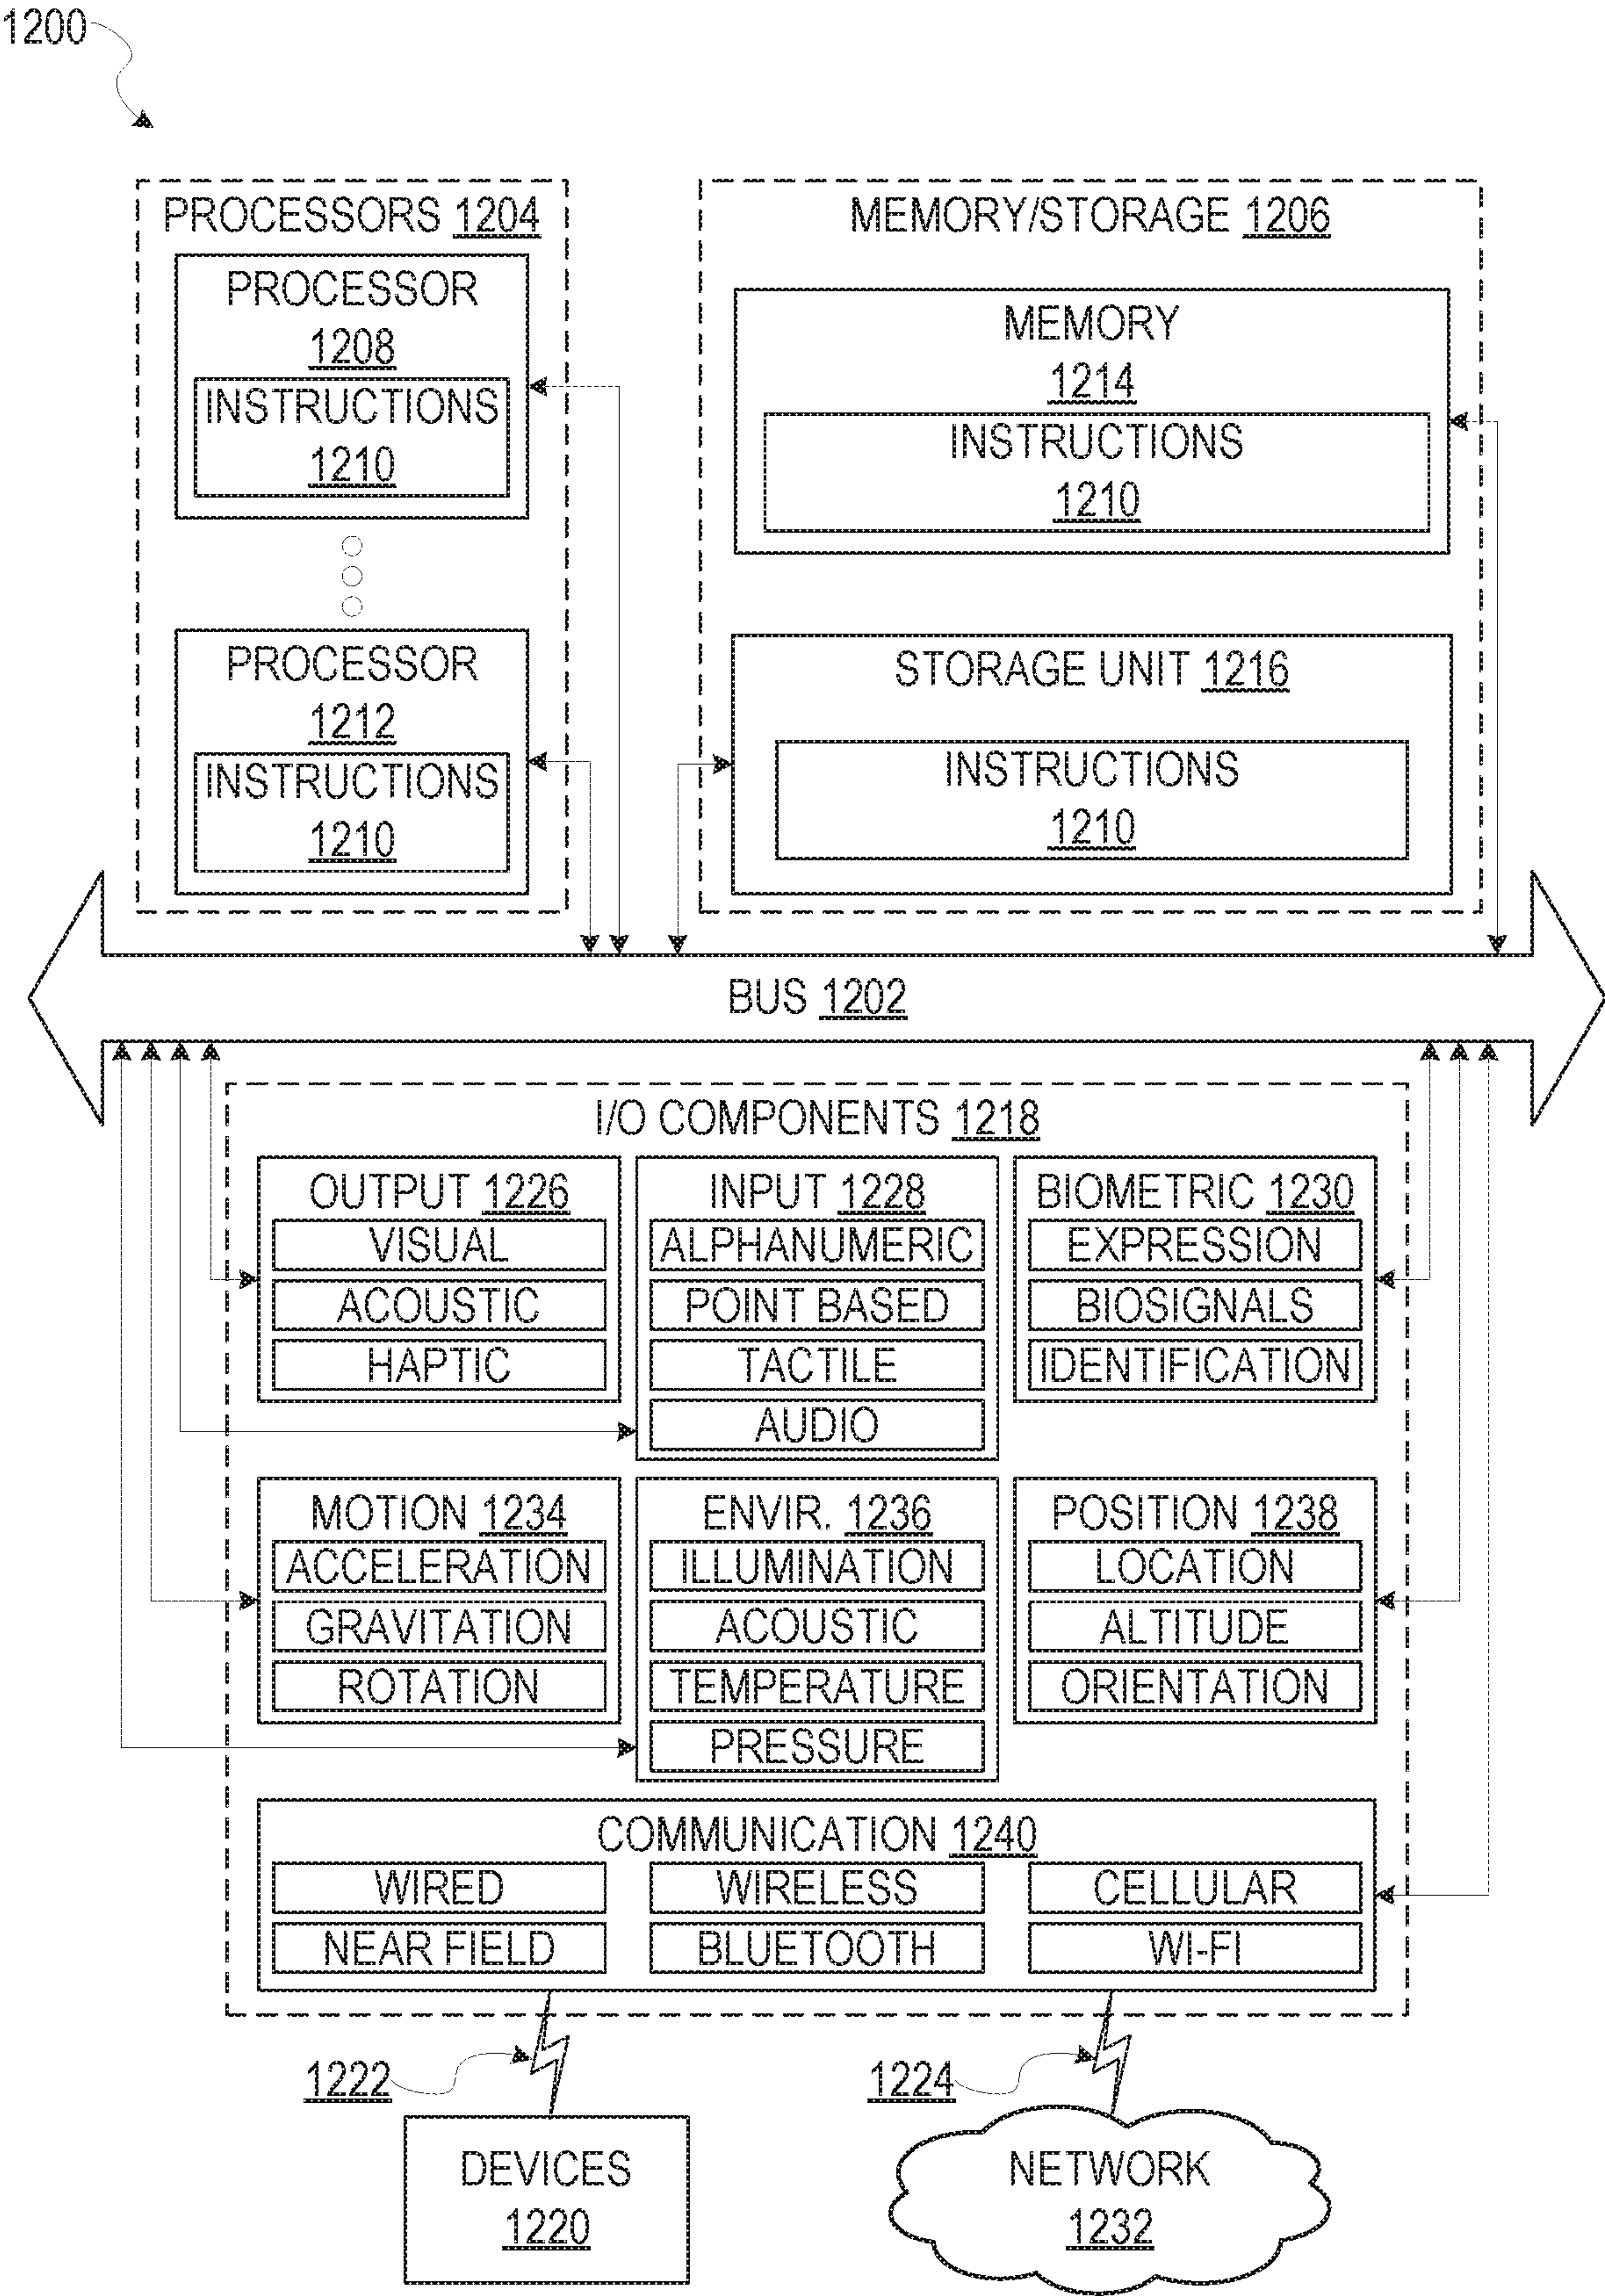 1200
PROCESSORS 1204
PROCESSOR
1208
INSTRUCTIONS
1210
PROCESSOR
1212
INSTRUCTIONS
1210
MEMORY/STORAGE 1206
MEMORY
1214
INSTRUCTIONS
1210
STORAGE UNIT 1216
INSTRUCTIONS
1210
BUS 1202
I/O COMPONENTS 1218
OUTPUT 1226
VISUAL
ACOUSTIC
HAPTIC
INPUT 1228
ALPHANUMERIC
POINT BASED
TACTILE
AUDIO
BIOMETRIC 1230
EXPRESSION
BIOSIGNALS
IDENTIFICATION
MOTION 1234
ACCELERATION
GRAVITATION
ROTATION
ENVIR. 1236
ILLUMINATION
ACOUSTIC
TEMPERATURE
PRESSURE
POSITION 1238
LOCATION
ALTITUDE
ORIENTATION
COMMUNICATION 1240
WIRED
WIRELESS
CELLULAR
NEAR FIELD
BLUETOOTH
WI-FI
1222
1224
DEVICES
1220
NETWORK
1232